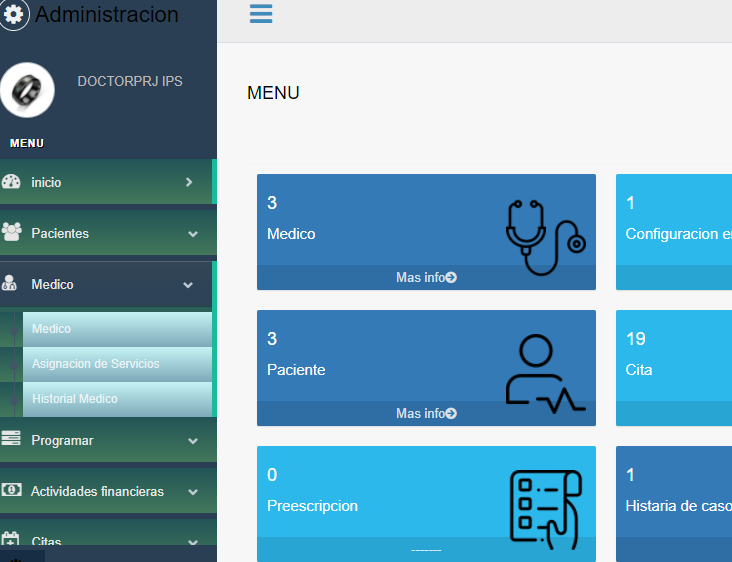 Administracion
DOCTORPRJ IPS
MENU
inicio
Pacientes
Medico
Medico
Asignacion de Servicios
Historial Medico
Programar
Actividades financieras
Citas
MENU
3
Medico
Mas info
1
Configuracion e
3
Paciente
Mas info
19
Cita
0
Preescripcion
-------
1
Histaria de caso